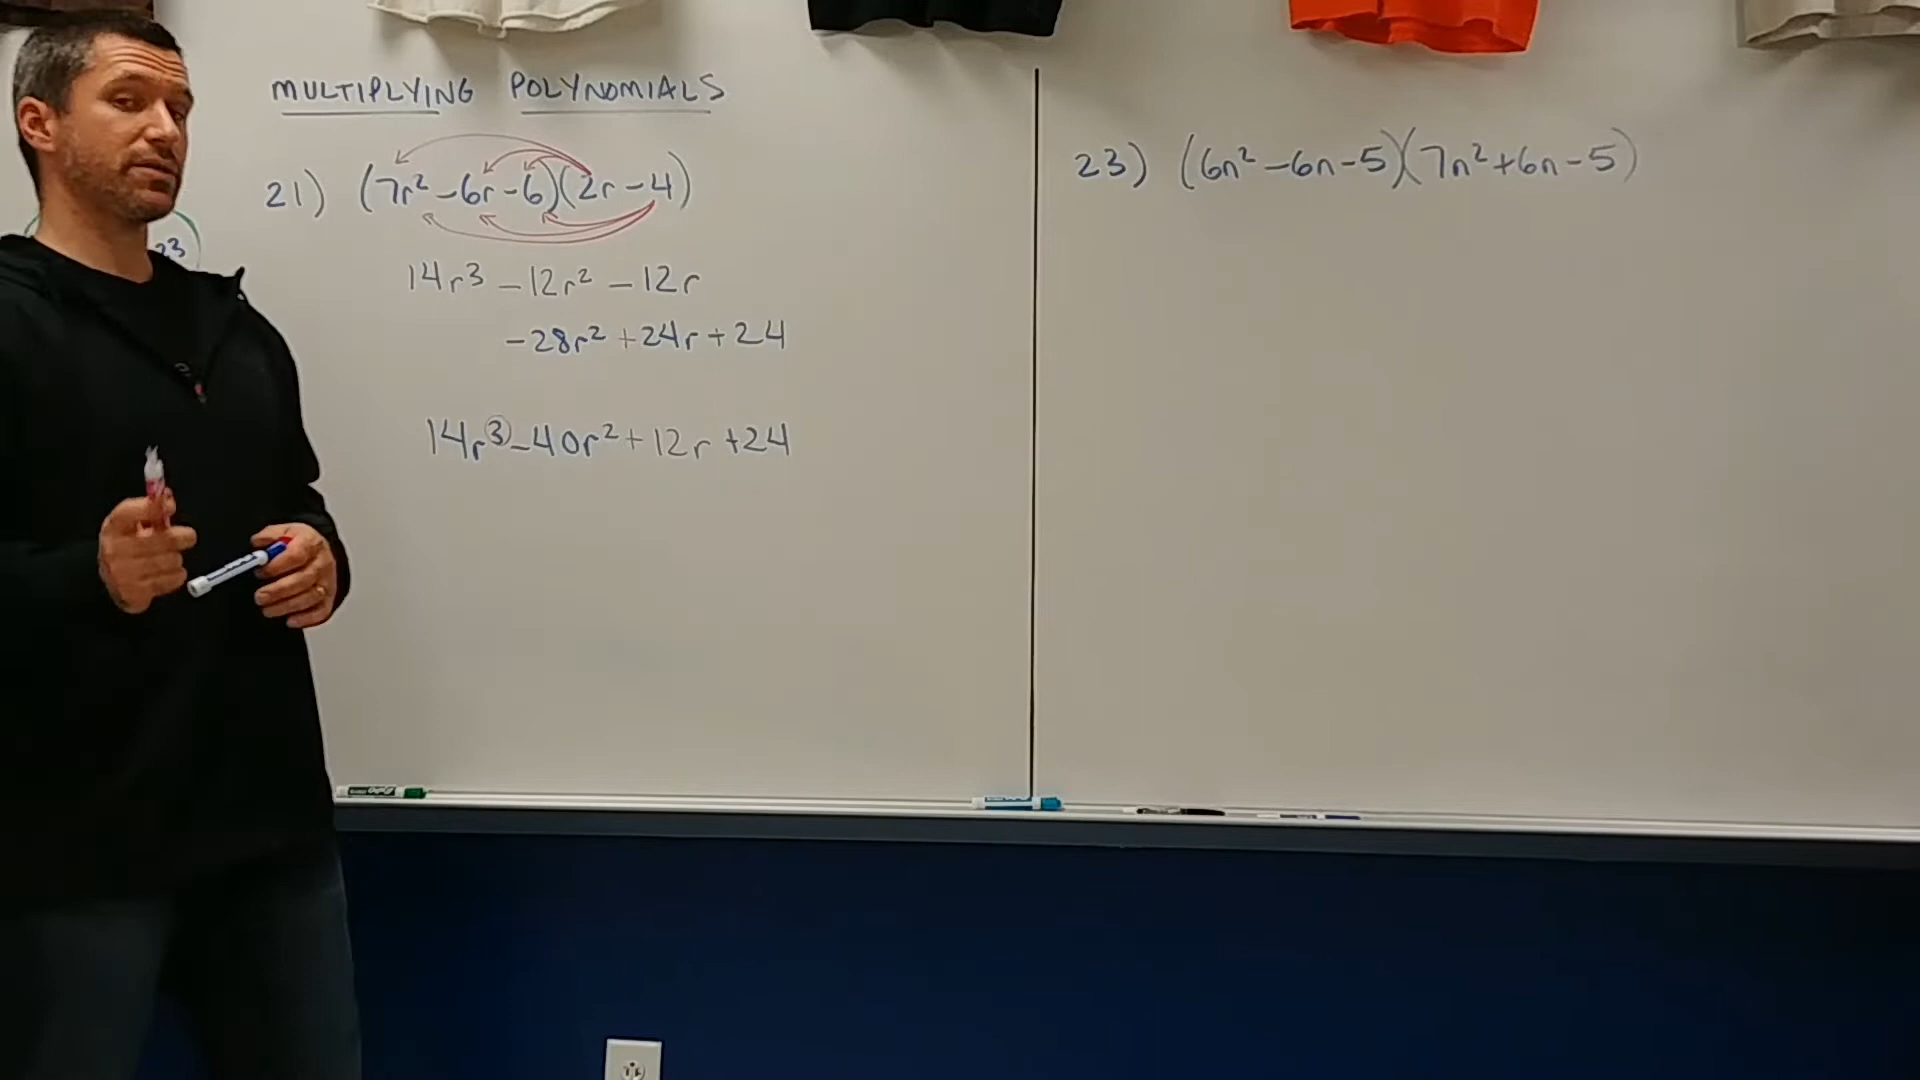 MULTIPLYING POLYNOMIALS
21) (7r² - 6r - 6)(2r - 4)
14r³ - 12r² - 12r
- 28r² + 24r + 24
14r³ - 40r² + 12r + 24
23
23) (6n² - 6n - 5)(7n² + 6n - 5)